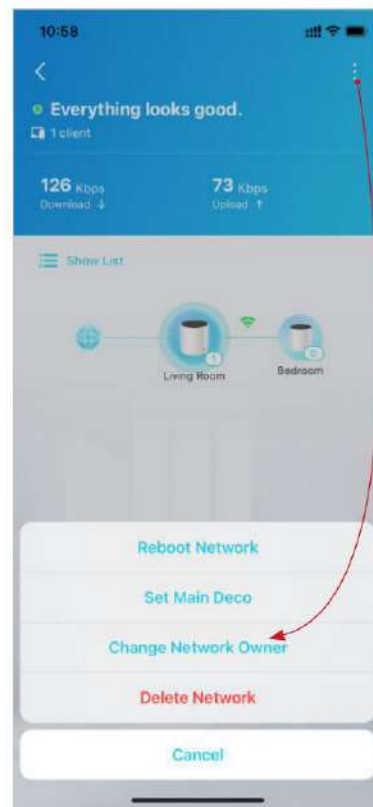 10:58
Everything looks good.
1 client
126 Kbps
73 Kbps
Download ↓
Upload ↑
Show List
1
0
Living Room
Bedroom
Reboot Network
Set Main Deco
Change Network Owner
Delete Network
Cancel